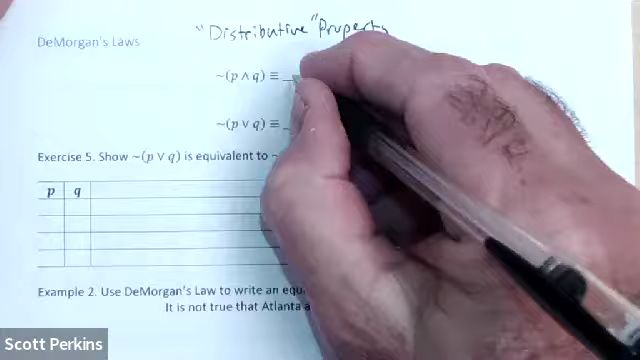 "Distributive" Property
DeMorgan's Laws
~(p ∧ q) ≡
~(p ∨ q) ≡
Exercise 5. Show ~(p ∨ q) is equivalent to ~
p q
Example 2. Use DeMorgan's Law to write an
It is not true that Atlanta
Scott Perkins